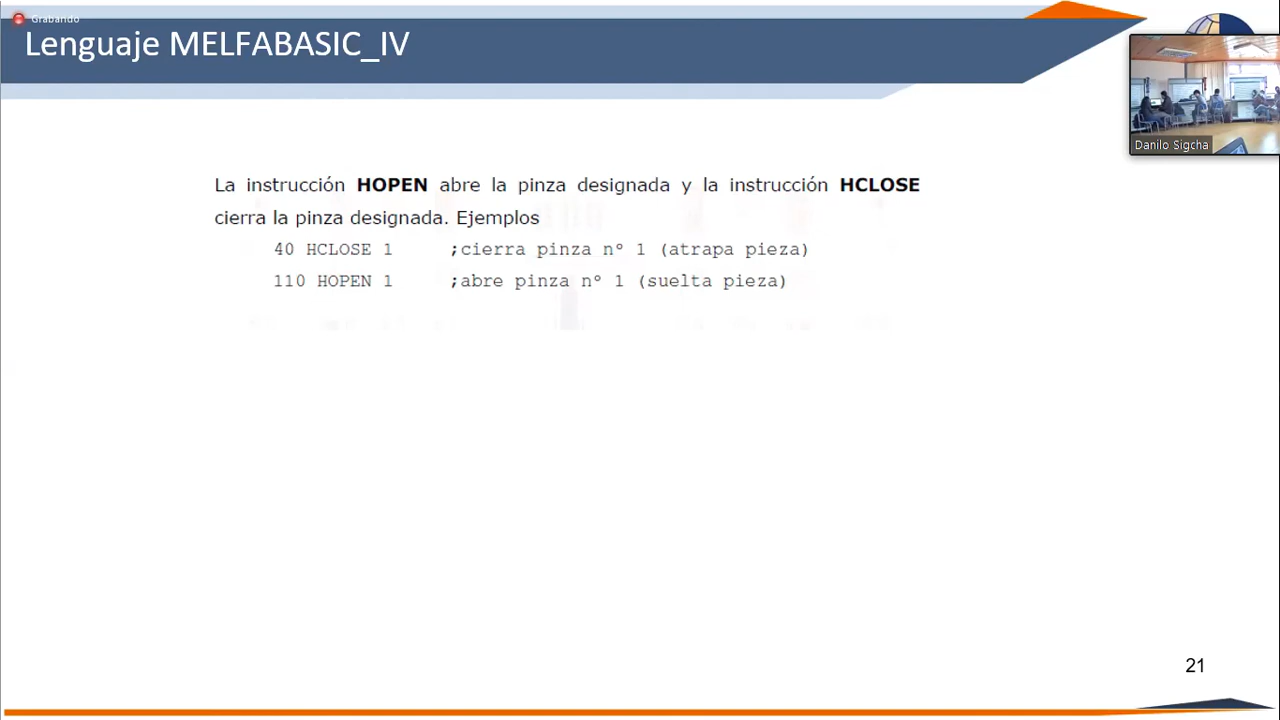 Grabando
Lenguaje MELFABASIC_IV
Danilo Sigcha
La instrucción HOPEN abre la pinza designada y la instrucción HCLOSE
cierra la pinza designada. Ejemplos
40 HCLOSE 1 ;cierra pinza nº 1 (atrapa pieza)
110 HOPEN 1 ;abre pinza nº 1 (suelta pieza)
21